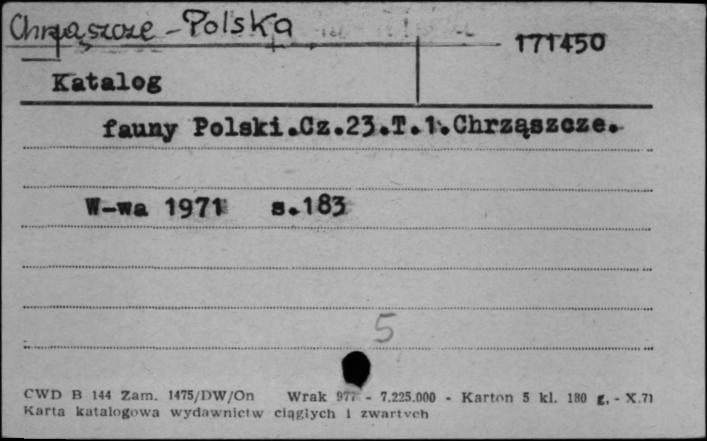 Chrząszcze - Polska
171450
Katalog
fauny Polski.Cz.23.T.1.Chrząszcze.
W-wa 1971 s.183
5
CWD B 144 Zam. 1475/DW/On Wrak 977 - 7.225.000 - Karton 5 kl. 180 g. - X.71
Karta katalogowa wydawnictw ciągłych i zwartych